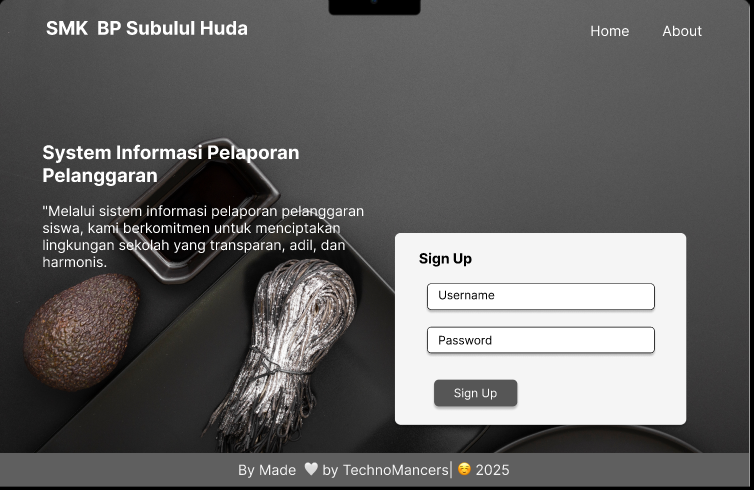 SMK BP Subulul Huda
Home About
System Informasi Pelaporan
Pelanggaran
"Melalui sistem informasi pelaporan pelanggaran
siswa, kami berkomitmen untuk menciptakan
lingkungan sekolah yang transparan, adil, dan
harmonis.
Sign Up
Username
Password
Sign Up
By Made 🤍 by TechnoMancers| ☺️ 2025